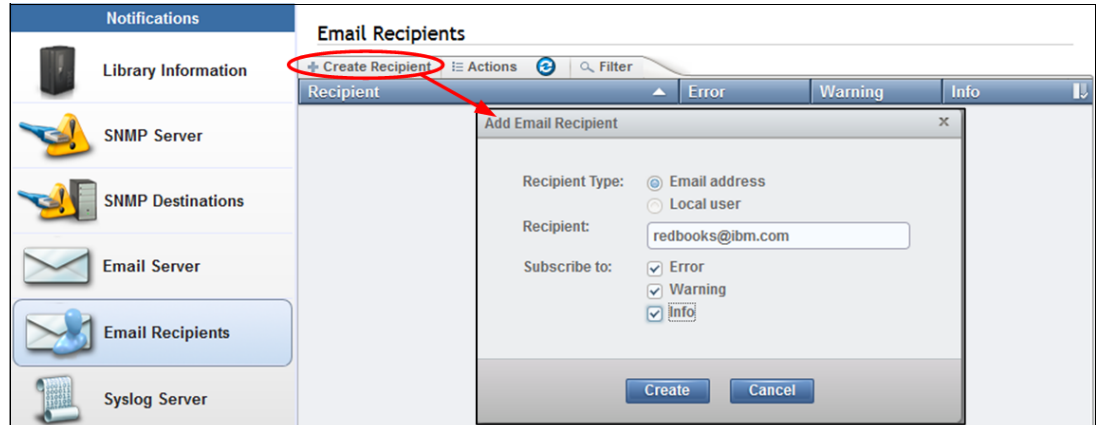 Notifications
Library Information
SNMP Server
SNMP Destinations
Email Server
Email Recipients
Syslog Server
Email Recipients
Create Recipient Actions Filter
Recipient Error Warning Info
Add Email Recipient x
Recipient Type: Email address
Local user
Recipient: redbooks@ibm.com
Subscribe to: Error
Warning
Info
Create Cancel